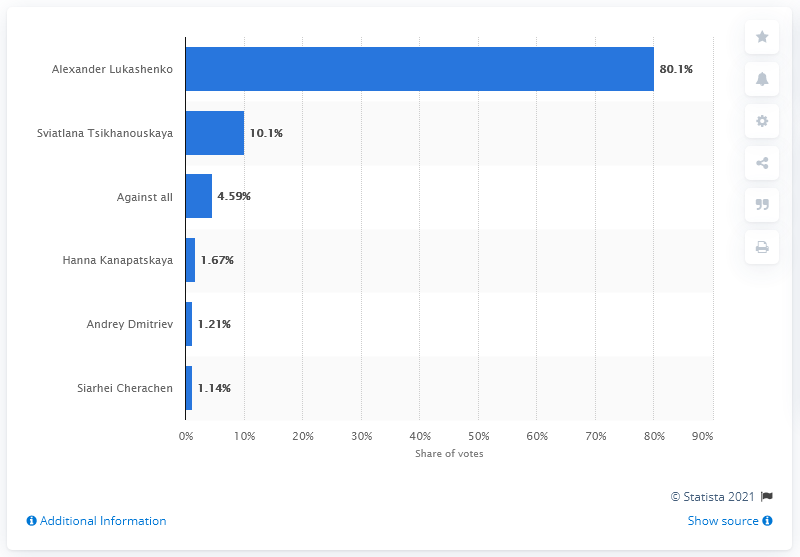 Alexander Lukashenko 80.1%
Sviatlana Tsikhanouskaya 10.1%
Against all 4.59%
Hanna Kanapatskaya 1.67%
Andrey Dmitriev 1.21%
Siarhei Cherachen 1.14%
0% 10% 20% 30% 40% 50% 60% 70% 80% 90%
Share of votes
© Statista 2021
Additional Information Show source